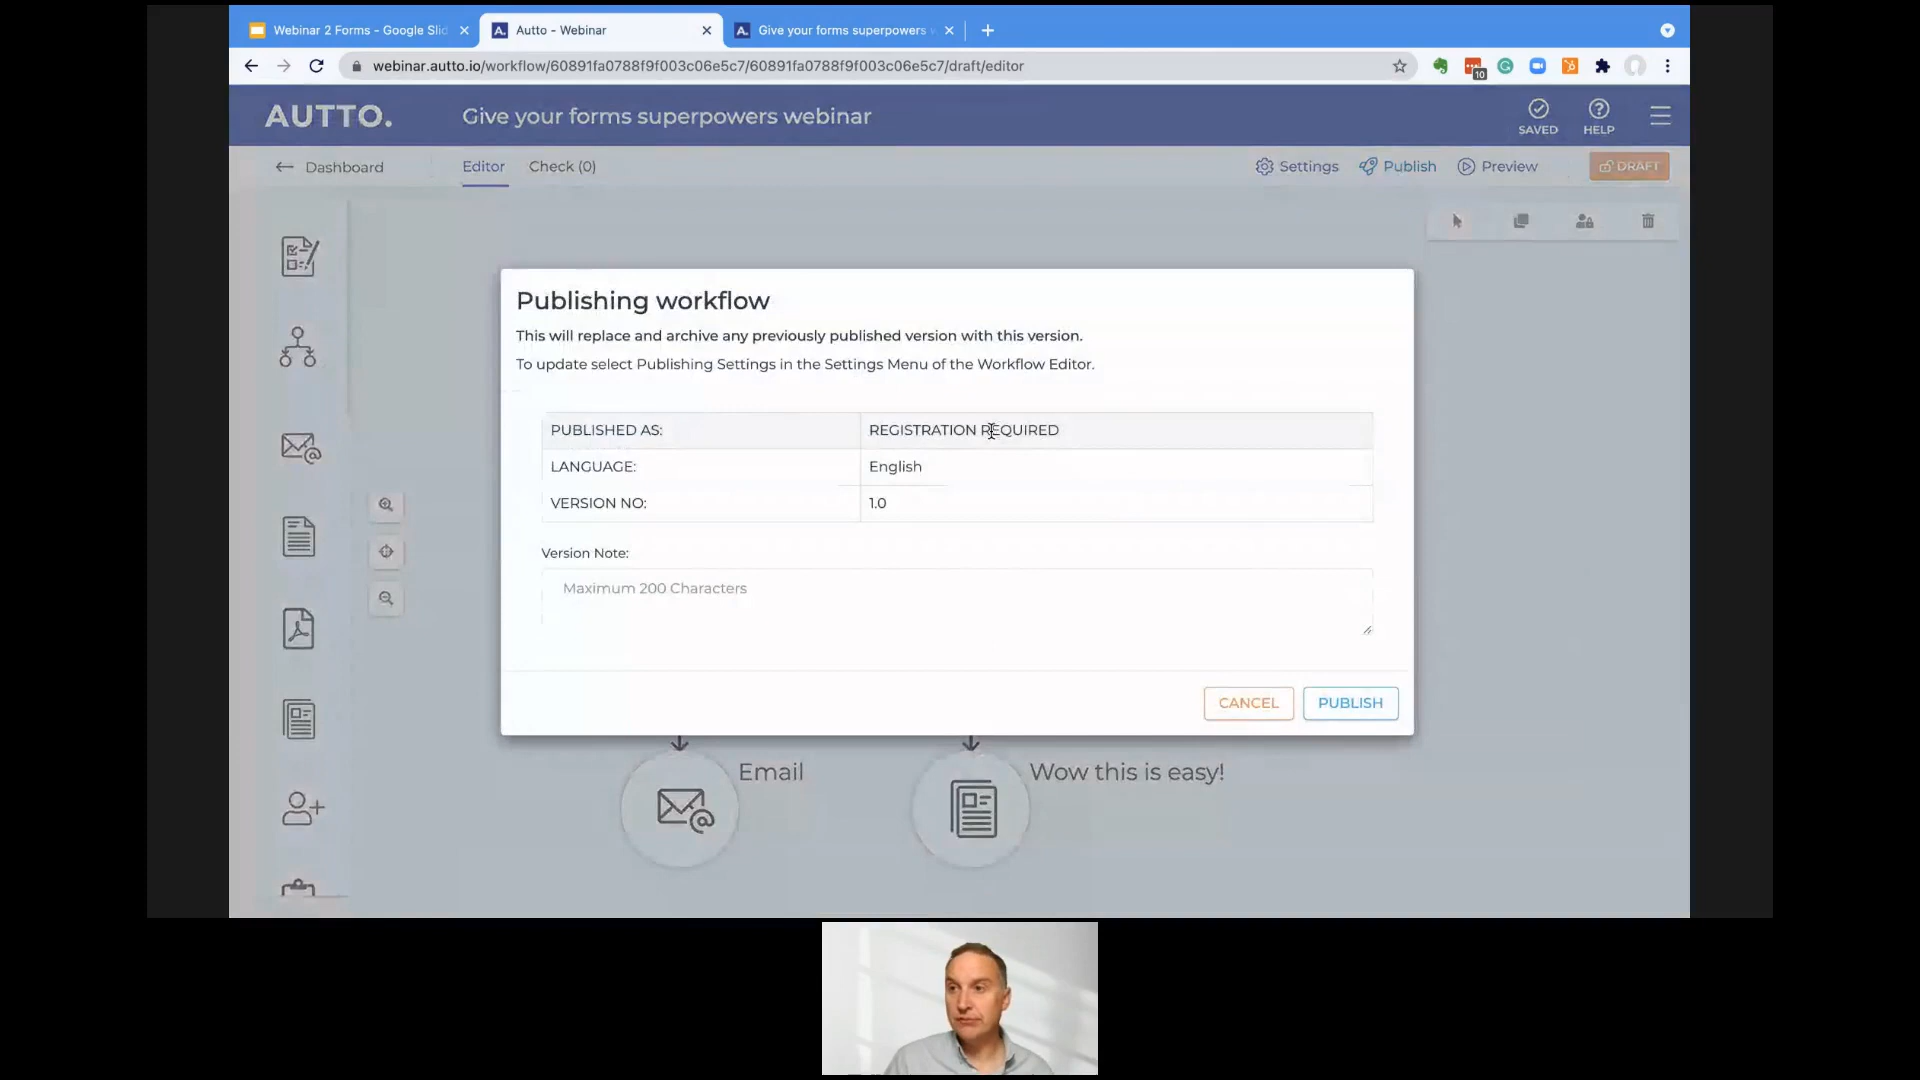 Webinar 2 Forms - Google Slid
Autto - Webinar
Give your forms superpowers w
webinar.autto.io/workflow/60891fa0788f9f003c06e5c7/60891fa0788f9f003c06e5c7/draft/editor
10
AUTTO.
Give your forms superpowers webinar
SAVED
HELP
Dashboard
Editor
Check (0)
Settings
Publish
Preview
DRAFT
Publishing workflow
This will replace and archive any previously published version with this version.
To update select Publishing Settings in the Settings Menu of the Workflow Editor.
PUBLISHED AS:
REGISTRATION REQUIRED
LANGUAGE:
English
VERSION NO:
1.0
Version Note:
Maximum 200 Characters
CANCEL
PUBLISH
Email
Wow this is easy!